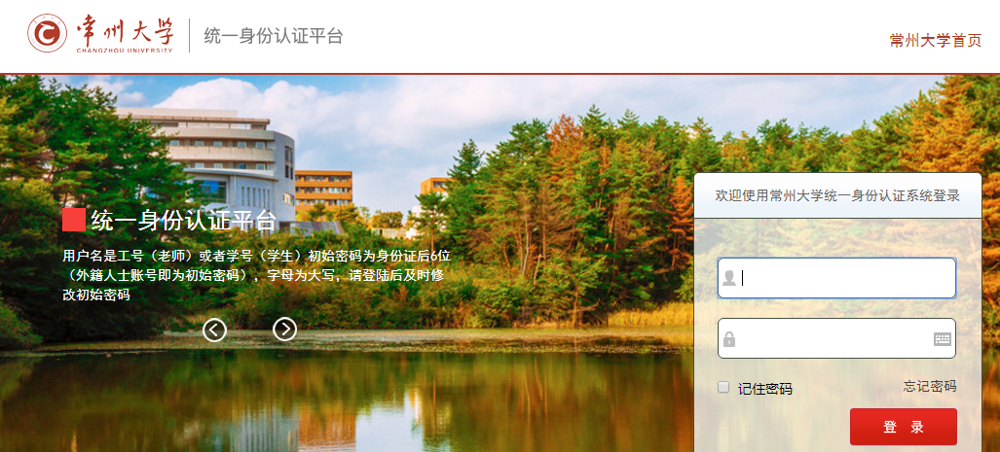 常州大学
CHANGZHOU UNIVERSITY
统一身份认证平台
常州大学首页
统一身份认证平台
用户名是工号（老师）或者学号（学生）初始密码为身份证后6位
（外籍人士账号即为初始密码），字母为大写，请登陆后及时修
改初始密码
欢迎使用常州大学统一身份认证系统登录
记住密码
忘记密码
登 录